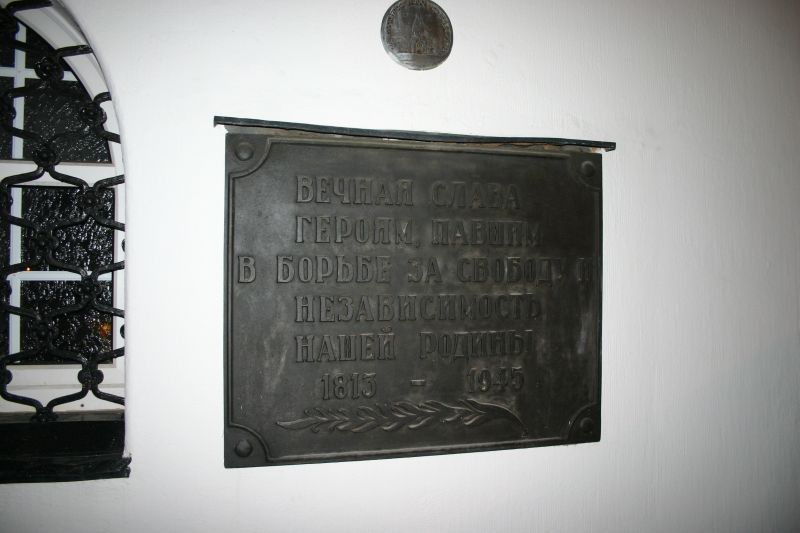 ВЕЧНАЯ СЛАВА
ГЕРОЯМ, ПАВШИМ
В БОРЬБЕ ЗА СВОБОДУ И
НЕЗАВИСИМОСТЬ
НАШЕЙ РОДИНЫ
1813 - 1945